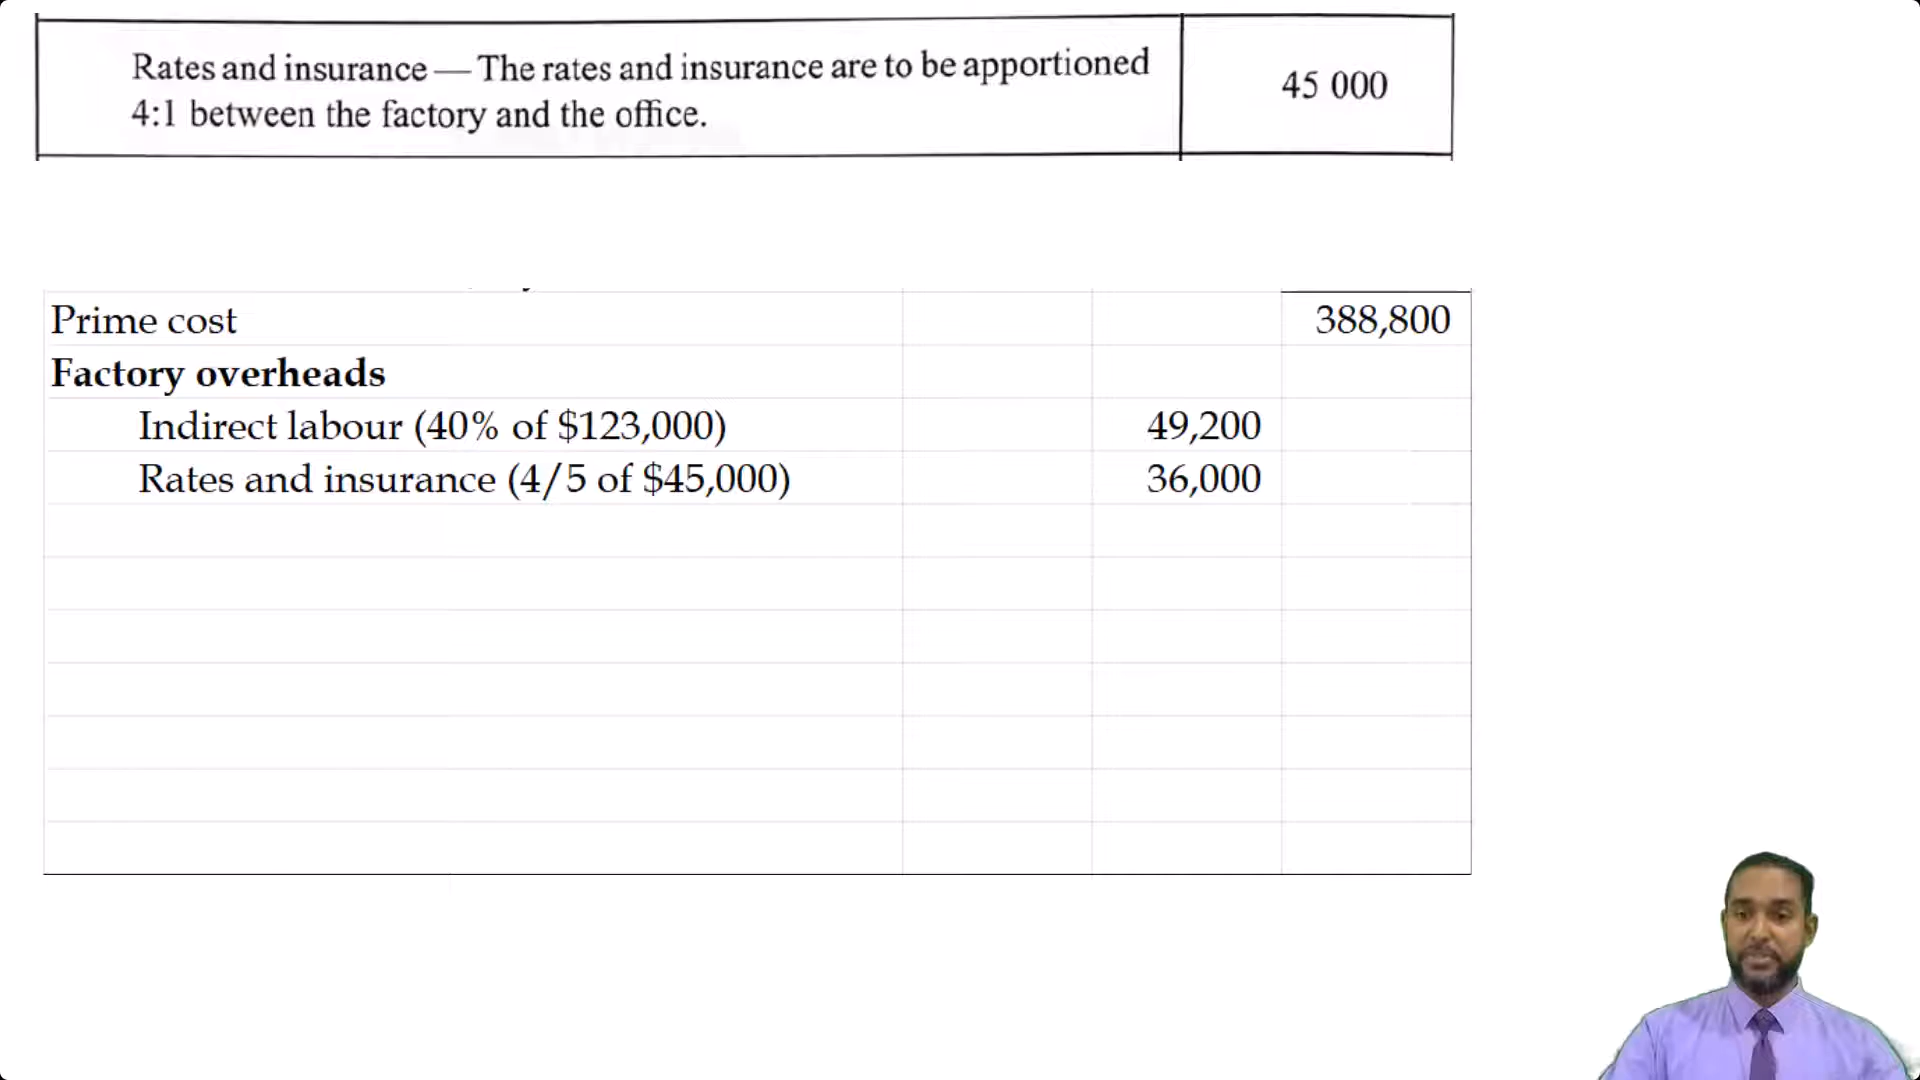 Rates and insurance — The rates and insurance are to be apportioned
45 000
4:1 between the factory and the office.
Prime cost 388,800
Factory overheads
Indirect labour (40% of $123,000) 49,200
Rates and insurance (4/5 of $45,000) 36,000